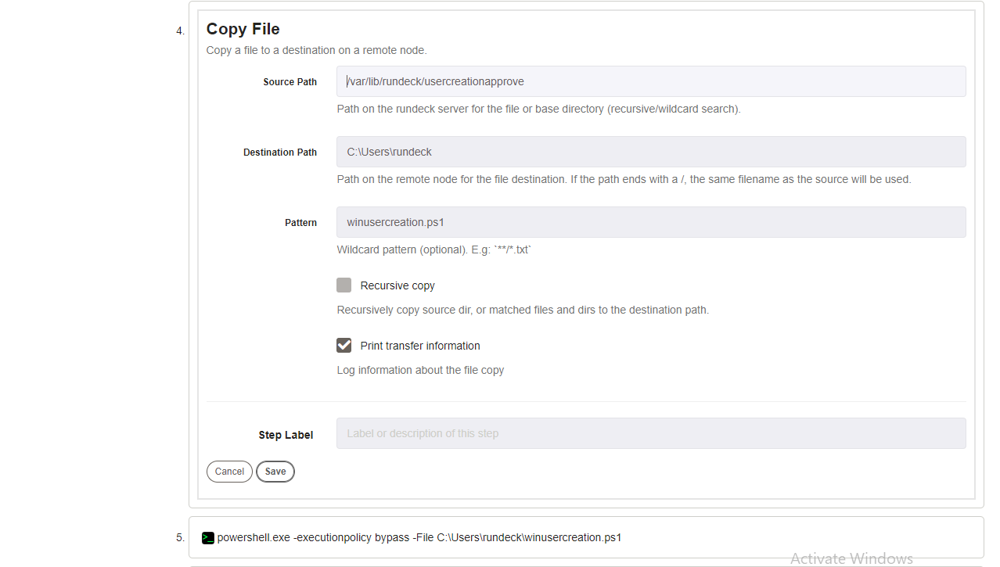 4.
Copy File
Copy a file to a destination on a remote node.
Source Path
/var/lib/rundeck/usercreationapprove
Path on the rundeck server for the file or base directory (recursive/wildcard search).
Destination Path
C:\Users\rundeck
Path on the remote node for the file destination. If the path ends with a /, the same filename as the source will be used.
Pattern
winusercreation.ps1
Wildcard pattern (optional). E.g: `**/*.txt`
Recursive copy
Recursively copy source dir, or matched files and dirs to the destination path.
Print transfer information
Log information about the file copy
Step Label
Label or description of this step
Cancel Save
5.
>_ powershell.exe -executionpolicy bypass -File C:\Users\rundeck\winusercreation.ps1
Activate Windows